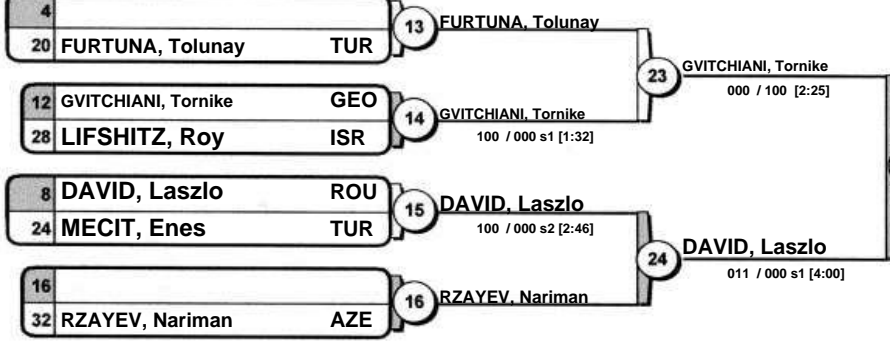 4
20 FURTUNA, Tolunay TUR
13
FURTUNA, Tolunay
12 GVITCHIANI, Tornike GEO
28 LIFSHITZ, Roy ISR
14
GVITCHIANI, Tornike
100 / 000 s1 [1:32]
23
GVITCHIANI, Tornike
000 / 100 [2:25]
8 DAVID, Laszlo ROU
24 MECIT, Enes TUR
15
DAVID, Laszlo
100 / 000 s2 [2:46]
16
32 RZAYEV, Nariman AZE
16
RZAYEV, Nariman
24
DAVID, Laszlo
011 / 000 s1 [4:00]